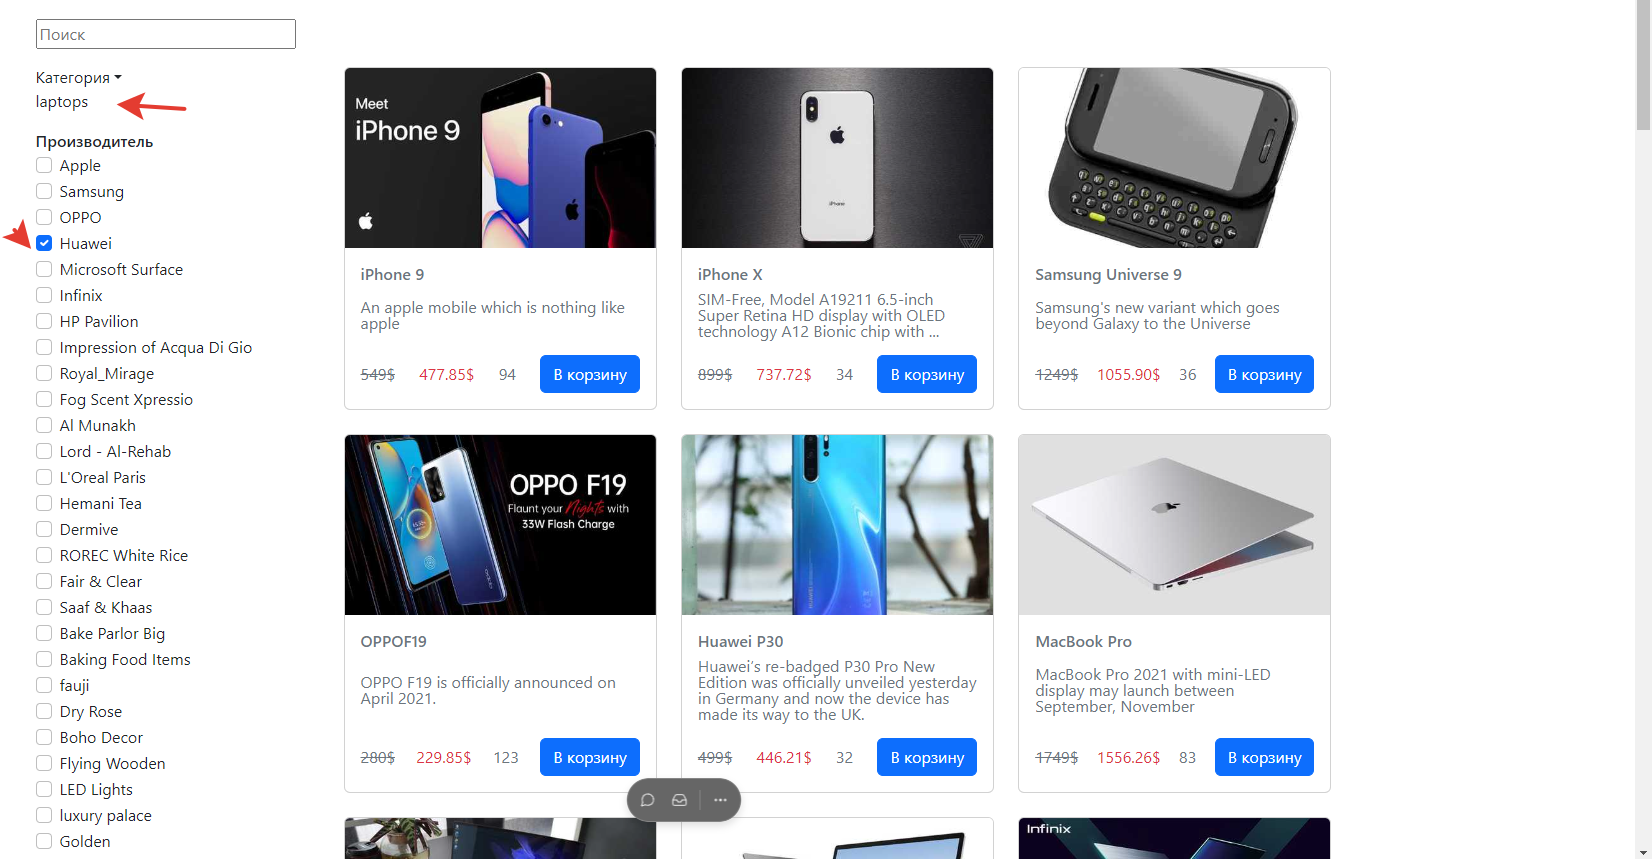 Поиск
Категория
laptops
Производитель
Apple
Samsung
OPPO
Huawei
Microsoft Surface
Infinix
HP Pavilion
Impression of Acqua Di Gio
Royal_Mirage
Fog Scent Xpressio
Al Munakh
Lord - Al-Rehab
L'Oreal Paris
Hemani Tea
Dermive
ROREC White Rice
Fair & Clear
Saaf & Khaas
Bake Parlor Big
Baking Food Items
fauji
Dry Rose
Boho Decor
Flying Wooden
LED Lights
luxury palace
Golden
Meet
iPhone 9
iPhone 9
An apple mobile which is nothing like
apple
549$ 477.85$ 94 В корзину
iPhone
iPhone X
SIM-Free, Model A19211 6.5-inch
Super Retina HD display with OLED
technology A12 Bionic chip with ...
899$ 737.72$ 34 В корзину
Samsung Universe 9
Samsung's new variant which goes
beyond Galaxy to the Universe
1249$ 1055.90$ 36 В корзину
OPPO F19
Flaunt your Nights with
33W Flash Charge
OPPOF19
OPPO F19 is officially announced on
April 2021.
280$ 229.85$ 123 В корзину
Huawei P30
Huawei's re-badged P30 Pro New
Edition was officially unveiled yesterday
in Germany and now the device has
made its way to the UK.
499$ 446.21$ 32 В корзину
MacBook Pro
MacBook Pro 2021 with mini-LED
display may launch between
September, November
1749$ 1556.26$ 83 В корзину
Infinix